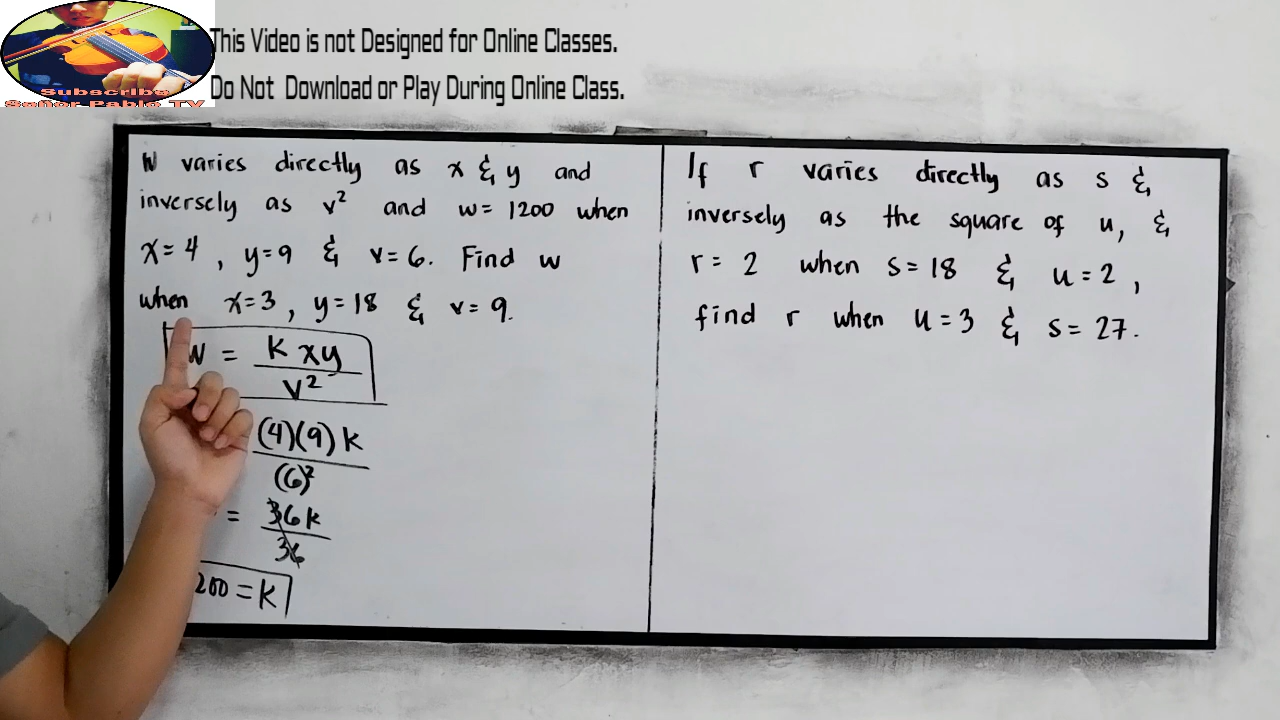 This Video is not Designed for Online Classes.
Do Not Download or Play During Online Class.
Subscribe
Señor Pablo TV
W varies directly as x & y and
inversely as v² and w = 1200 when
x = 4 , y = 9 & v = 6. Find w
when x = 3 , y = 18 & v = 9.
W = k xy / v²
(4)(9) k / (6)²
= 36 k / 36
200 = k
If r varies directly as s &
inversely as the square of u, &
r = 2 when s = 18 & u = 2 ,
find r when u = 3 & s = 27.